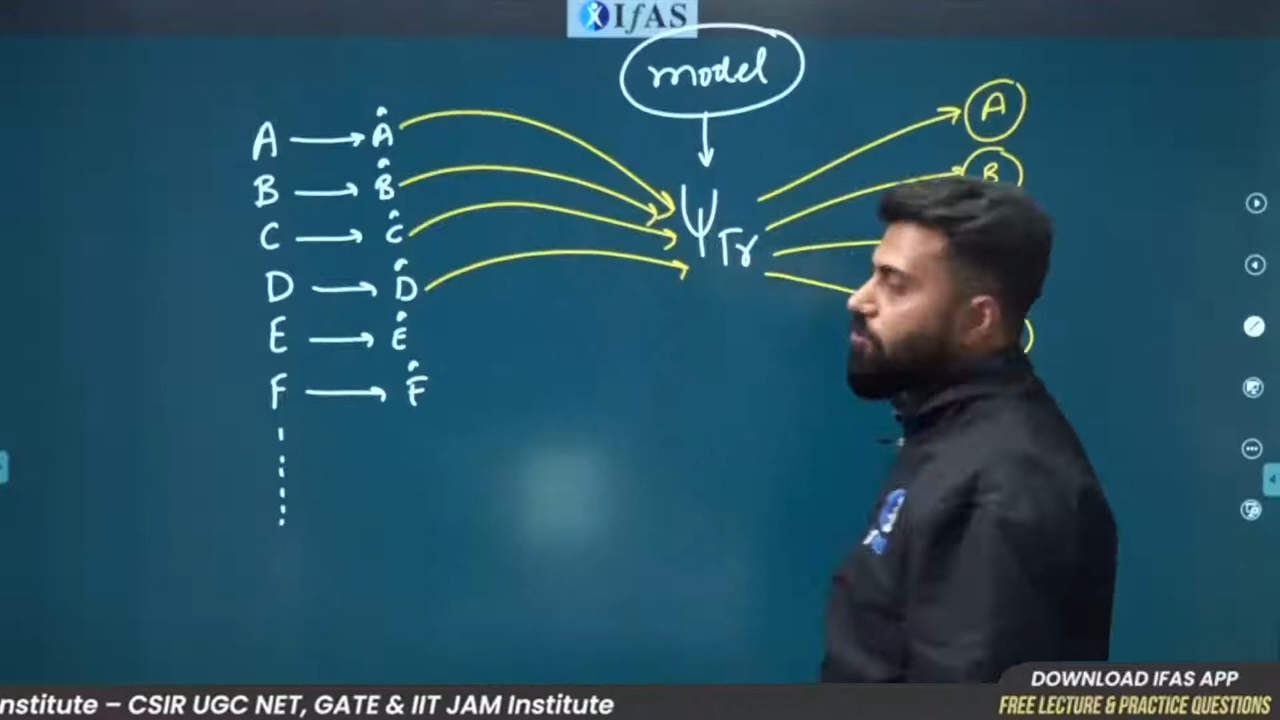 IfAS
model
A → Â
A
B → B̂
B
C → Ĉ
ΨTr
D → D̂
E → Ê
F → F̂
nstitute – CSIR UGC NET, GATE & IIT JAM Institute
DOWNLOAD IFAS APP
FREE LECTURE & PRACTICE QUESTIONS